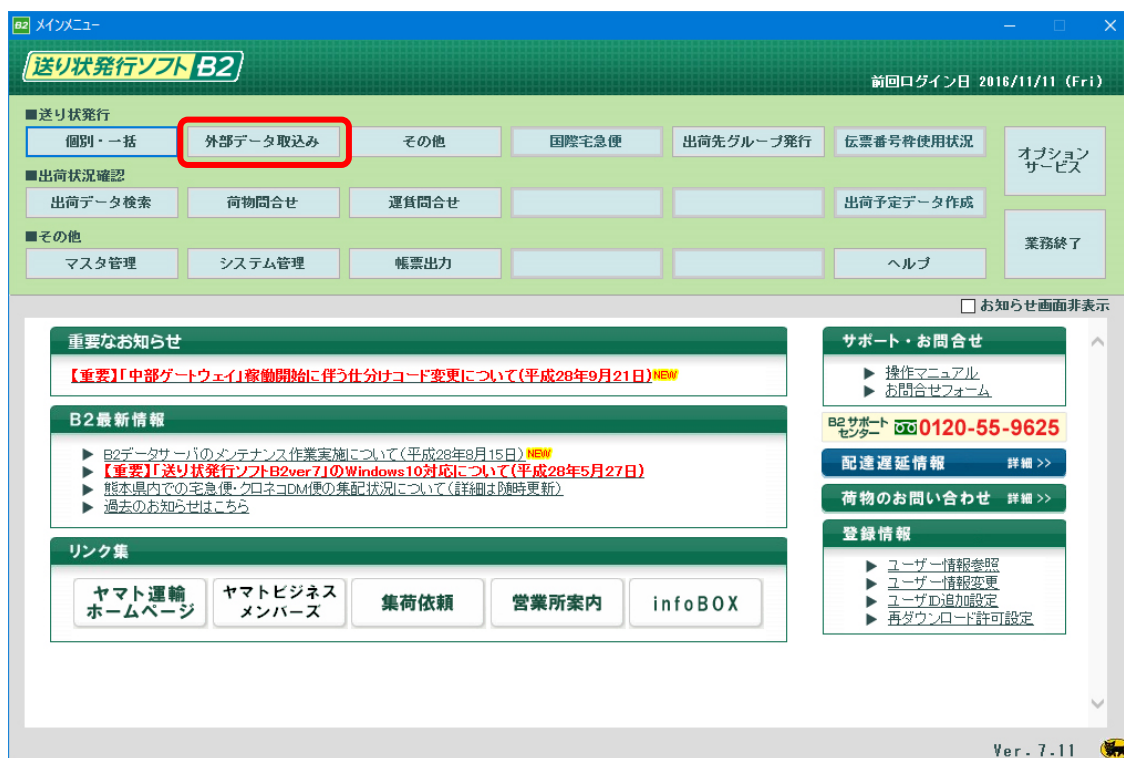 B2 メインメニュー
送り状発行ソフト B2
前回ログイン日 2016/11/11 (Fri)
■送り状発行
個別・一括 外部データ取込み その他 国際宅急便 出荷先グループ発行 伝票番号枠使用状況
オプション
サービス
■出荷状況確認
出荷データ検索 荷物問合せ 運賃問合せ 出荷予定データ作成
■その他
業務終了
マスタ管理 システム管理 帳票出力 ヘルプ
お知らせ画面非表示
重要なお知らせ
【重要】「中部ゲートウェイ」稼働開始に伴う仕分けコード変更について(平成28年9月21日) NEW
B2最新情報
▶ B2データサーバのメンテナンス作業実施について(平成28年8月15日) NEW
▶ 【重要】「送り状発行ソフトB2ver7」のWindows10対応について(平成28年5月27日)
▶ 熊本県内での宅急便・クロネコDM便の集配状況について(詳細は随時更新)
▶ 過去のお知らせはこちら
リンク集
ヤマト運輸
ホームページ
ヤマトビジネス
メンバーズ
集荷依頼
営業所案内
infoBOX
サポート・お問合せ
▶ 操作マニュアル
▶ お問合せフォーム
B2サポート
センター 0120-55-9625
配達遅延情報 詳細>>
荷物のお問い合わせ 詳細>>
登録情報
▶ ユーザー情報参照
▶ ユーザー情報変更
▶ ユーザID追加設定
▶ 再ダウンロード許可設定
Ver.7.11